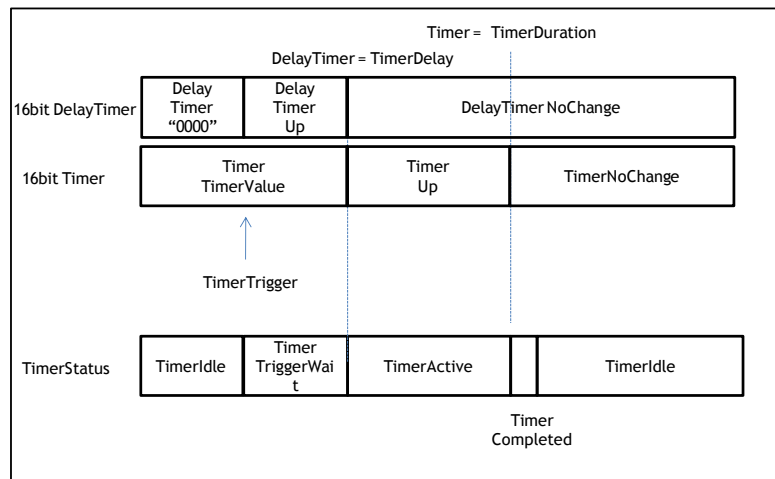 Timer = TimerDuration
DelayTimer = TimerDelay
16bit DelayTimer
Delay
Timer
“0000”
Delay
Timer
Up
DelayTimer NoChange
16bit Timer
Timer
TimerValue
Timer
Up
TimerNoChange
TimerTrigger
TimerStatus
TimerIdle
Timer
TriggerWai
t
TimerActive
TimerIdle
Timer
Completed